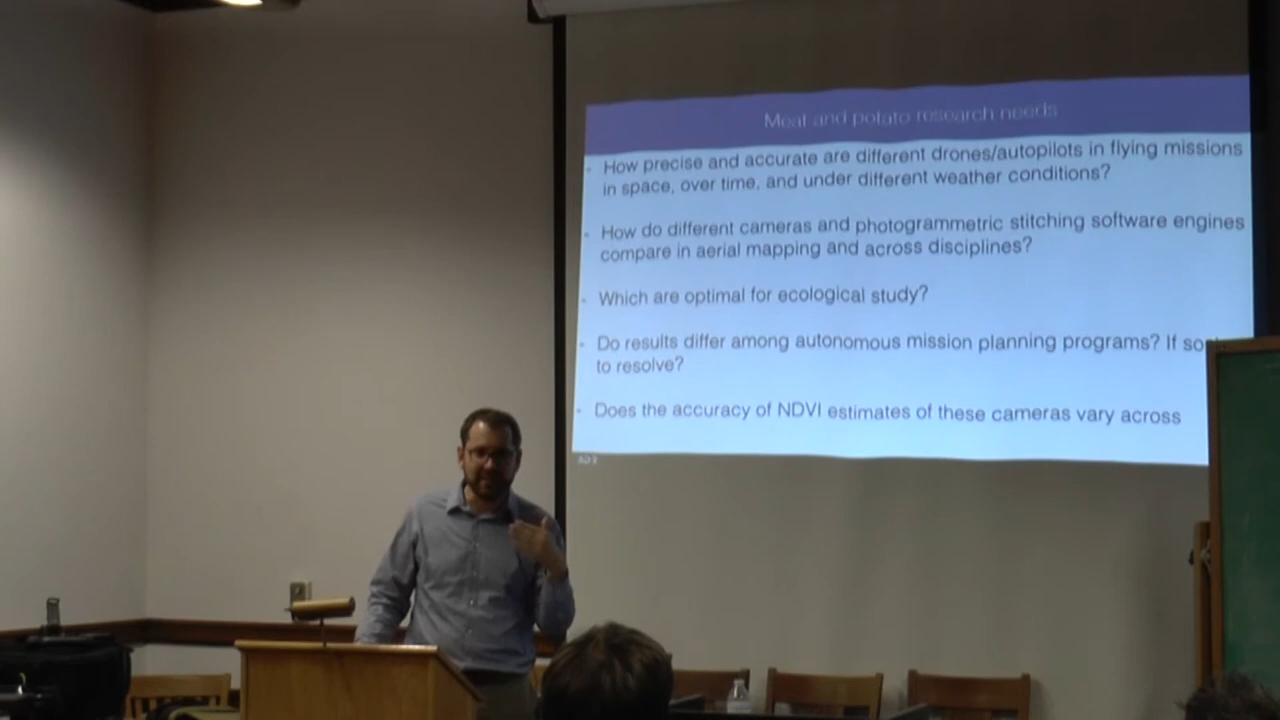 Meat and potato research needs
- How precise and accurate are different drones/autopilots in flying missions
in space, over time, and under different weather conditions?
- How do different cameras and photogrammetric stitching software engines
compare in aerial mapping and across disciplines?
- Which are optimal for ecological study?
- Do results differ among autonomous mission planning programs? If so
to resolve?
- Does the accuracy of NDVI estimates of these cameras vary across